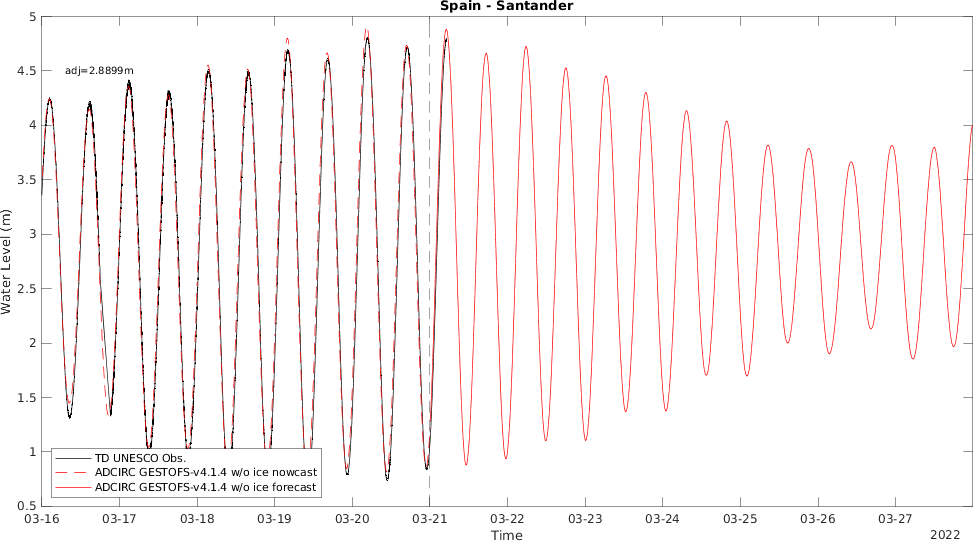 Spain - Santander
adj=2.8899m
Water Level (m)
5
4.5
4
3.5
3
2.5
2
1.5
1
0.5
TD UNESCO Obs.
ADCIRC GESTOFS-v4.1.4 w/o ice nowcast
ADCIRC GESTOFS-v4.1.4 w/o ice forecast
03-16 03-17 03-18 03-19 03-20 03-21 03-22 03-23 03-24 03-25 03-26 03-27
Time
2022